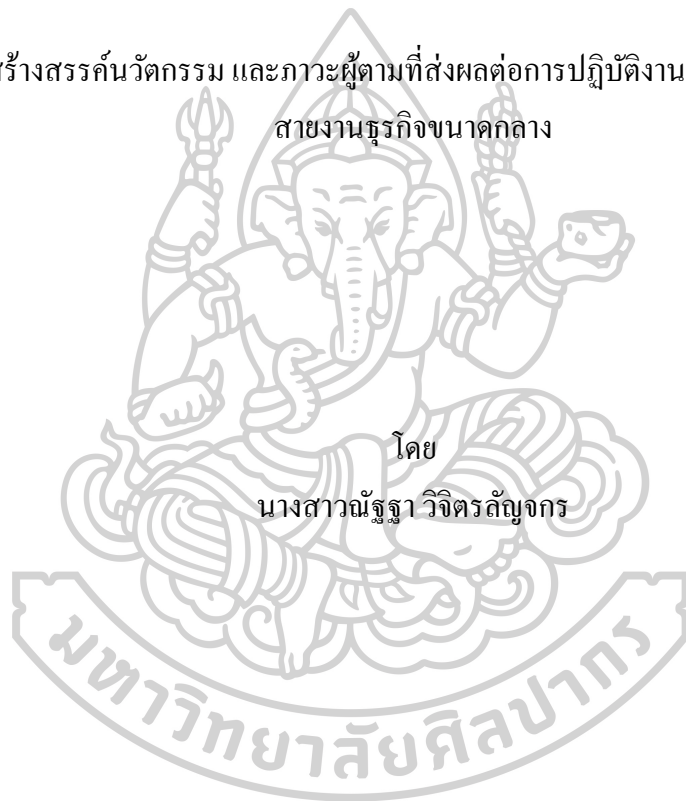 สร้างสรรค์นวัตกรรม และภาวะผู้ตามที่ส่งผลต่อการปฏิบัติงาน
สายงานธุรกิจขนาดกลาง
โดย
นางสาวณัฐฐา วิจิตรลัญจกร
มหาวิทยาลัยศิลปากร